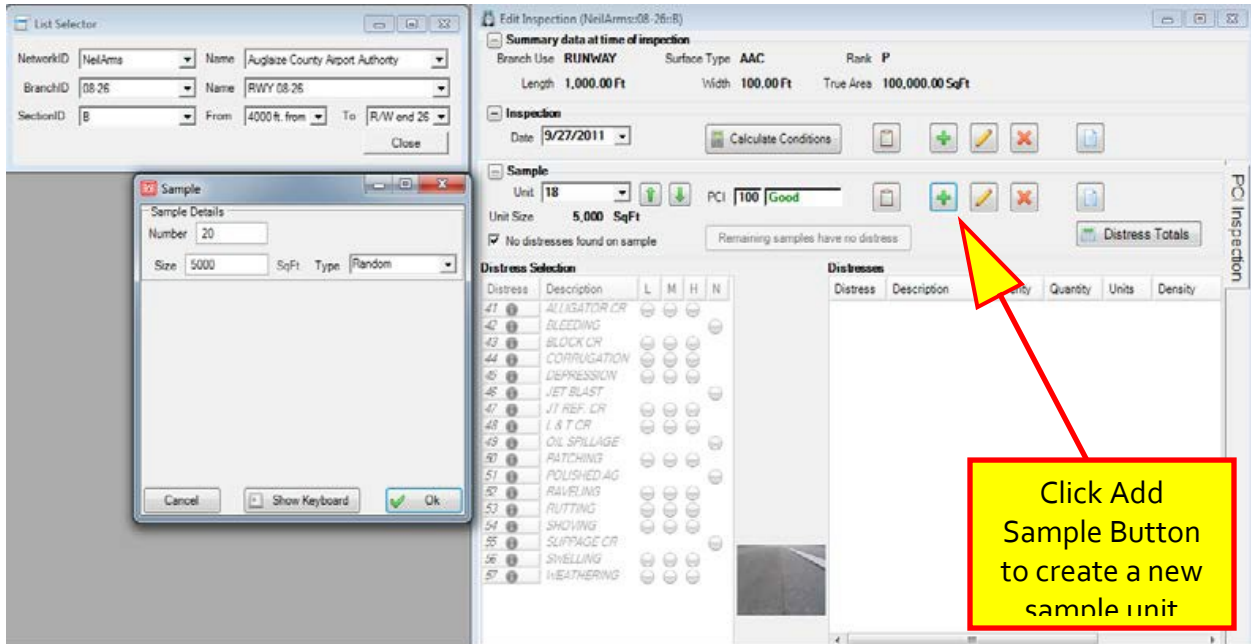 List Selector
NetworkID NeilArms Name Auglaize County Airport Authority
BranchID 08-26 Name RWY 08-26
SectionID B From 4000 ft. from To R/W end 26
Close
Sample
Sample Details
Number 20
Size 5000 SqFt Type Random
Cancel Show Keyboard Ok
Edit Inspection (NeilArms::08-26::B)
Summary data at time of inspection
Branch Use RUNWAY Surface Type AAC Rank P
Length 1,000.00 Ft Width 100.00 Ft True Area 100,000.00 SqFt
Inspection
Date 9/27/2011 Calculate Conditions
Sample
Unit 18 PCI 100 Good
Unit Size 5,000 SqFt
No distresses found on sample Remaining samples have no distress Distress Totals
PCI Inspection
Distress Selection
Distress Description L M H N
41 ALLIGATOR CR
42 BLEEDING
43 BLOCK CR
44 CORRUGATION
45 DEPRESSION
46 JET BLAST
47 JT REF. CR
48 L & T CR
49 OIL SPILLAGE
50 PATCHING
51 POLISHED AG
52 RAVELING
53 RUTTING
54 SHOVING
55 SLIPPAGE CR
56 SWELLING
57 WEATHERING
Distresses
Distress Description Quantity Units Density
Click Add
Sample Button
to create a new
sample unit